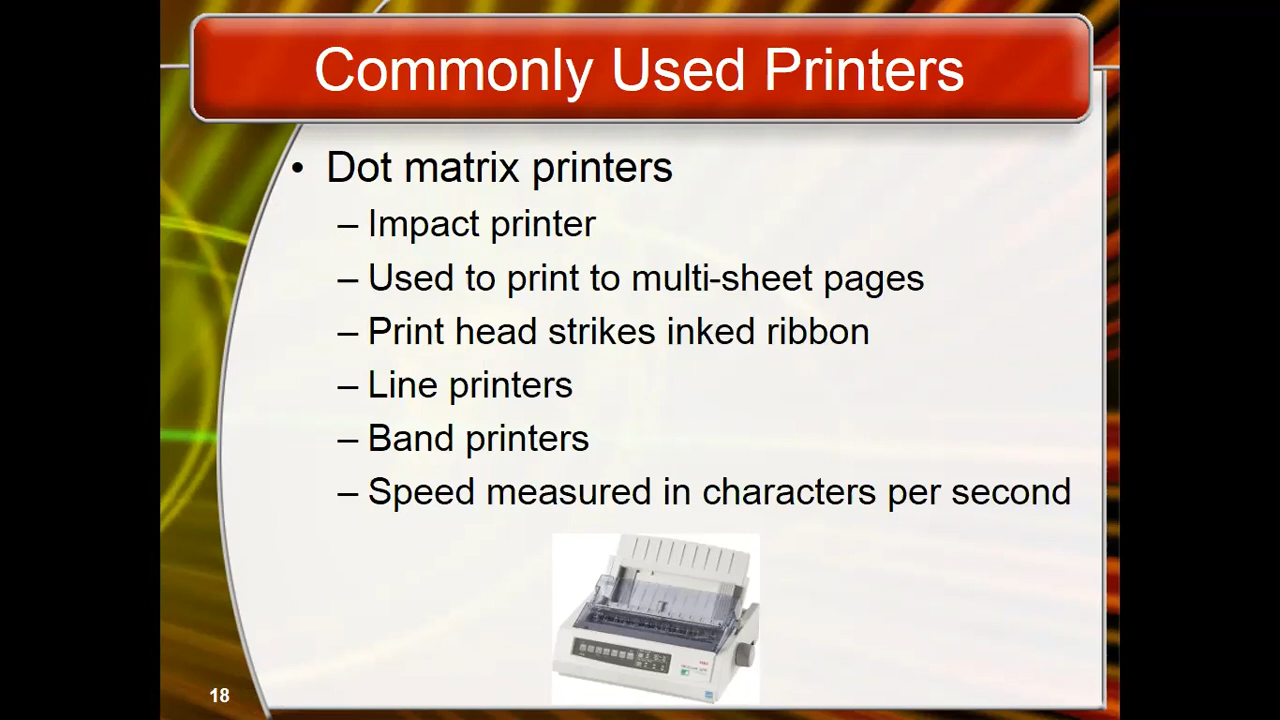 Commonly Used Printers
• Dot matrix printers
– Impact printer
– Used to print to multi-sheet pages
– Print head strikes inked ribbon
– Line printers
– Band printers
– Speed measured in characters per second
18